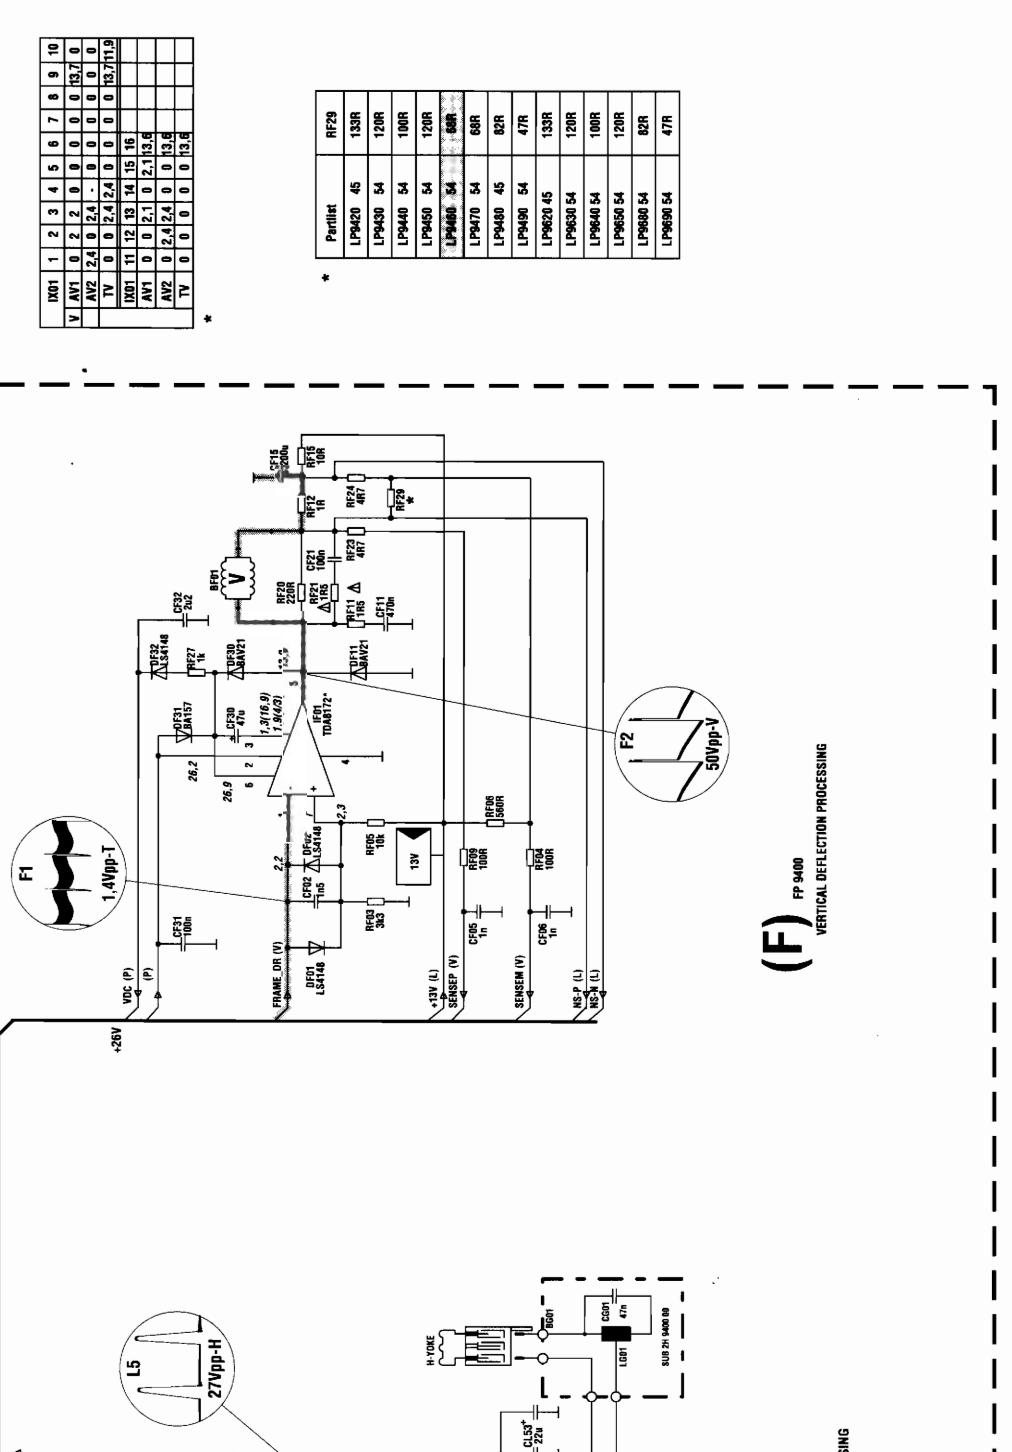 IX01 1 2 3 4 5 6 7 8 9 10
V AV1 0 2 2 0 0 0 0 0 13,7 0
AV2 2,4 0 2,4 - 0 0 0 0 0 0
TV 0 0 2,4 2,4 0 0 0 0 13,7 11,9
IX01 11 12 13 14 15 16
AV1 0 0 2,1 0 2,1 13,6
AV2 0 2,4 2,4 0 0 13,6
TV 0 0 0 0 0 13,6
*
Partlist RF29
LP9420 45 133R
LP9430 54 120R
LP9440 54 100R
LP9450 54 120R
LP9460 54 68R
LP9470 54 68R
LP9480 45 82R
LP9490 54 47R
LP9620 45 133R
LP9630 54 120R
LP9640 54 100R
LP9650 54 120R
LP9680 54 82R
LP9690 54 47R
*
F1
1,4Vpp-T
+26V
VDC (P)
(P)
CF31
100n
DF31
BA157
DF32
LS4148
RF27
1k
CF32
2u2
CF30
47u
DF30
BAV21
26,2
26,9
1,3(16,9)
1,9(4/3)
6
2
3
5
4
+
IF01
TDA8172*
BF01
V
DF11
BAV21
RF20
220R
RF21
1R5
CF21
100n
RF11
1R5
CF11
470n
RF12
1R
CF15
RF15
10R
RF23
4R7
RF24
4R7
RF29
*
FRAME_DR (V)
DF01
LS4148
CF02
1n5
2,2
LS4148
2,3
RF03
3k3
RF05
10k
13V
+13V (L)
SENSEP (V)
CF05
1n
RF09
100R
RF06
560R
SENSEM (V)
CF06
1n
RF04
100R
NS-P (L)
NS-N (L)
F2
50Vpp-V
(F) FP 9400
VERTICAL DEFLECTION PROCESSING
L5
27Vpp-H
H-YOKE
BG01
CG01
47n
LG01
SUB 2H 9400 00
CL53
+
22u